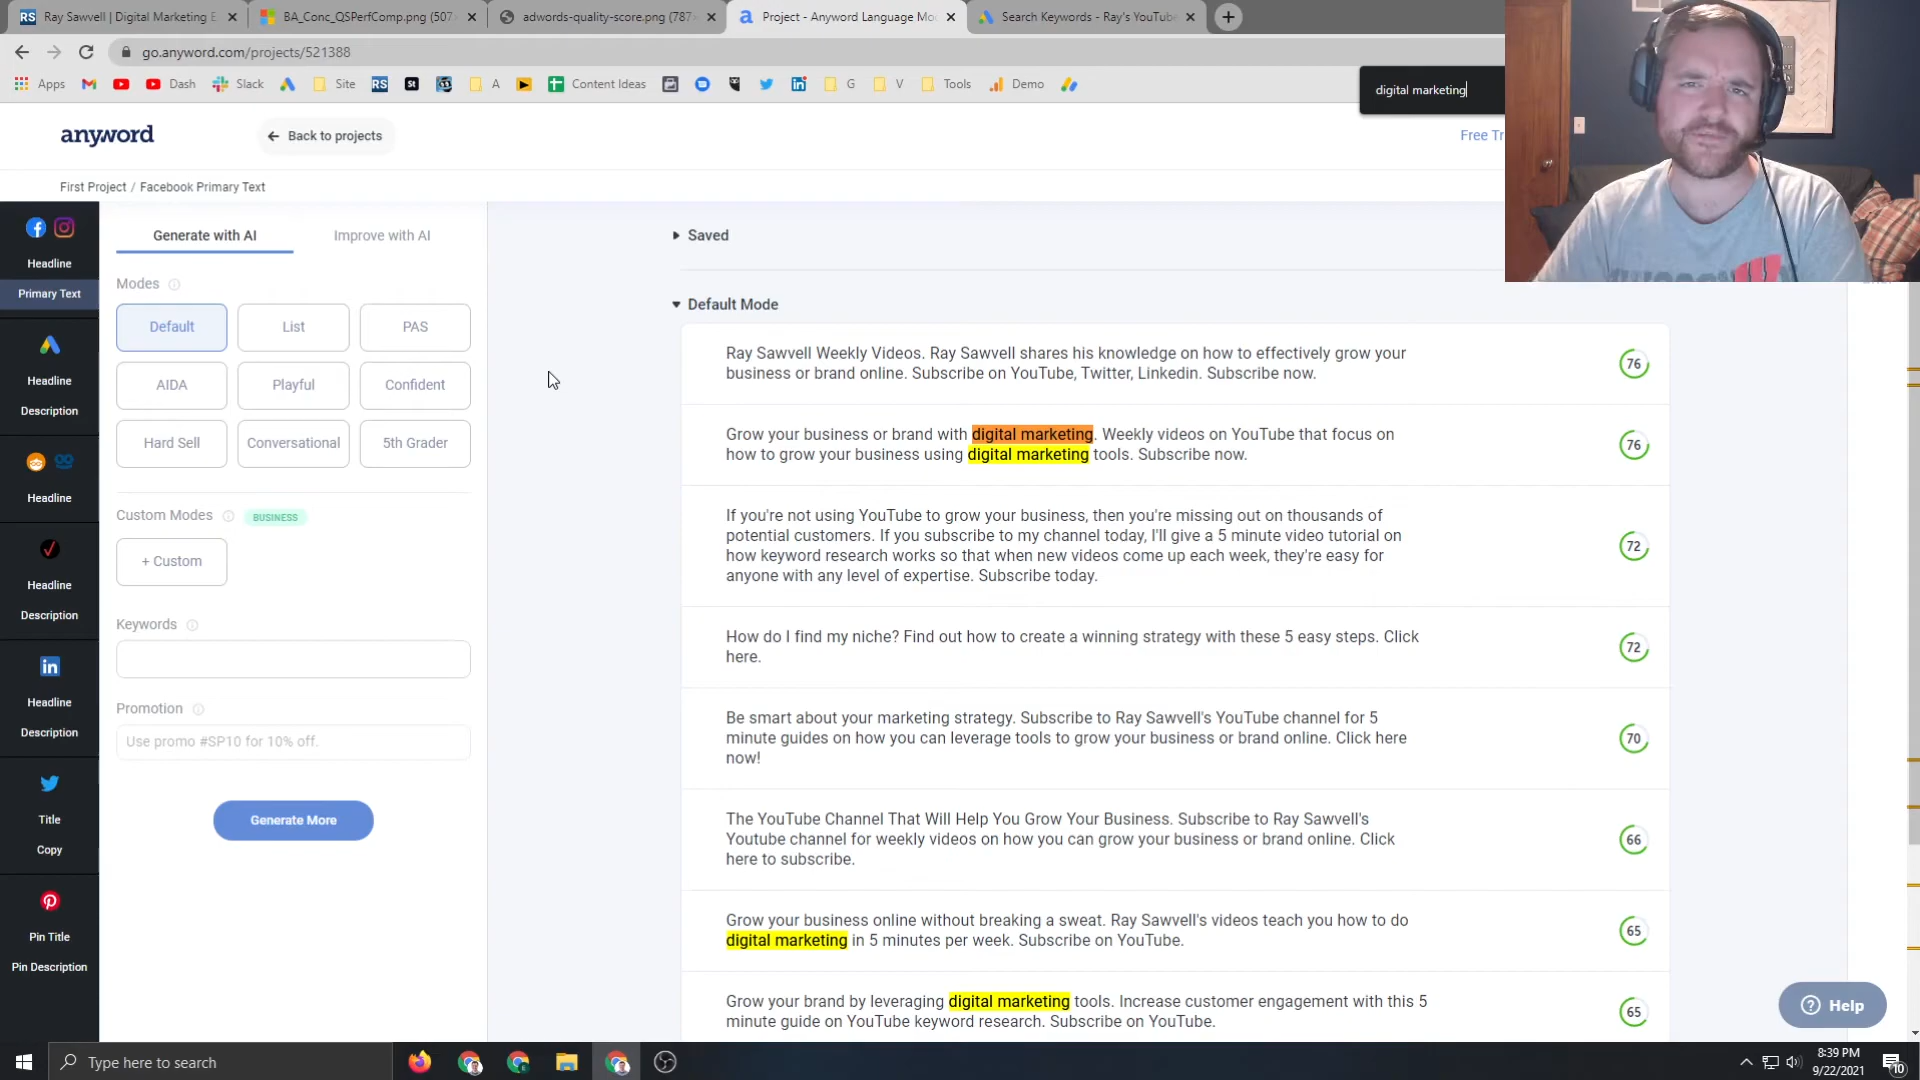 RS Ray Sawvell | Digital Marketing E
BA_Conc_QSPerfComp.png (507
adwords-quality-score.png (787
a Project - Anyword Language Mo
Search Keywords - Ray's YouTub
go.anyword.com/projects/521388
Apps
Dash
Slack
Site
RS
St
A
Content Ideas
G
V
Tools
Demo
digital marketing
anyword
Back to projects
Free Tr
First Project / Facebook Primary Text
Headline
Primary Text
Headline
Description
Headline
Headline
Description
in
Headline
Description
Title
Copy
Pin Title
Pin Description
Generate with AI
Improve with AI
Modes
Default
List
PAS
AIDA
Playful
Confident
Hard Sell
Conversational
5th Grader
Custom Modes
BUSINESS
+ Custom
Keywords
Promotion
Use promo #SP10 for 10% off.
Generate More
Saved
Default Mode
Ray Sawvell Weekly Videos. Ray Sawvell shares his knowledge on how to effectively grow your
business or brand online. Subscribe on YouTube, Twitter, Linkedin. Subscribe now.
76
Grow your business or brand with digital marketing. Weekly videos on YouTube that focus on
how to grow your business using digital marketing tools. Subscribe now.
76
If you're not using YouTube to grow your business, then you're missing out on thousands of
potential customers. If you subscribe to my channel today, I'll give a 5 minute video tutorial on
how keyword research works so that when new videos come up each week, they're easy for
anyone with any level of expertise. Subscribe today.
72
How do I find my niche? Find out how to create a winning strategy with these 5 easy steps. Click
here.
72
Be smart about your marketing strategy. Subscribe to Ray Sawvell's YouTube channel for 5
minute guides on how you can leverage tools to grow your business or brand online. Click here
now!
70
The YouTube Channel That Will Help You Grow Your Business. Subscribe to Ray Sawvell's
Youtube channel for weekly videos on how you can grow your business or brand online. Click
here to subscribe.
66
Grow your business online without breaking a sweat. Ray Sawvell's videos teach you how to do
digital marketing in 5 minutes per week. Subscribe on YouTube.
65
Grow your brand by leveraging digital marketing tools. Increase customer engagement with this 5
minute guide on YouTube keyword research. Subscribe on YouTube.
65
Help
Type here to search
8:39 PM
9/22/2021
10